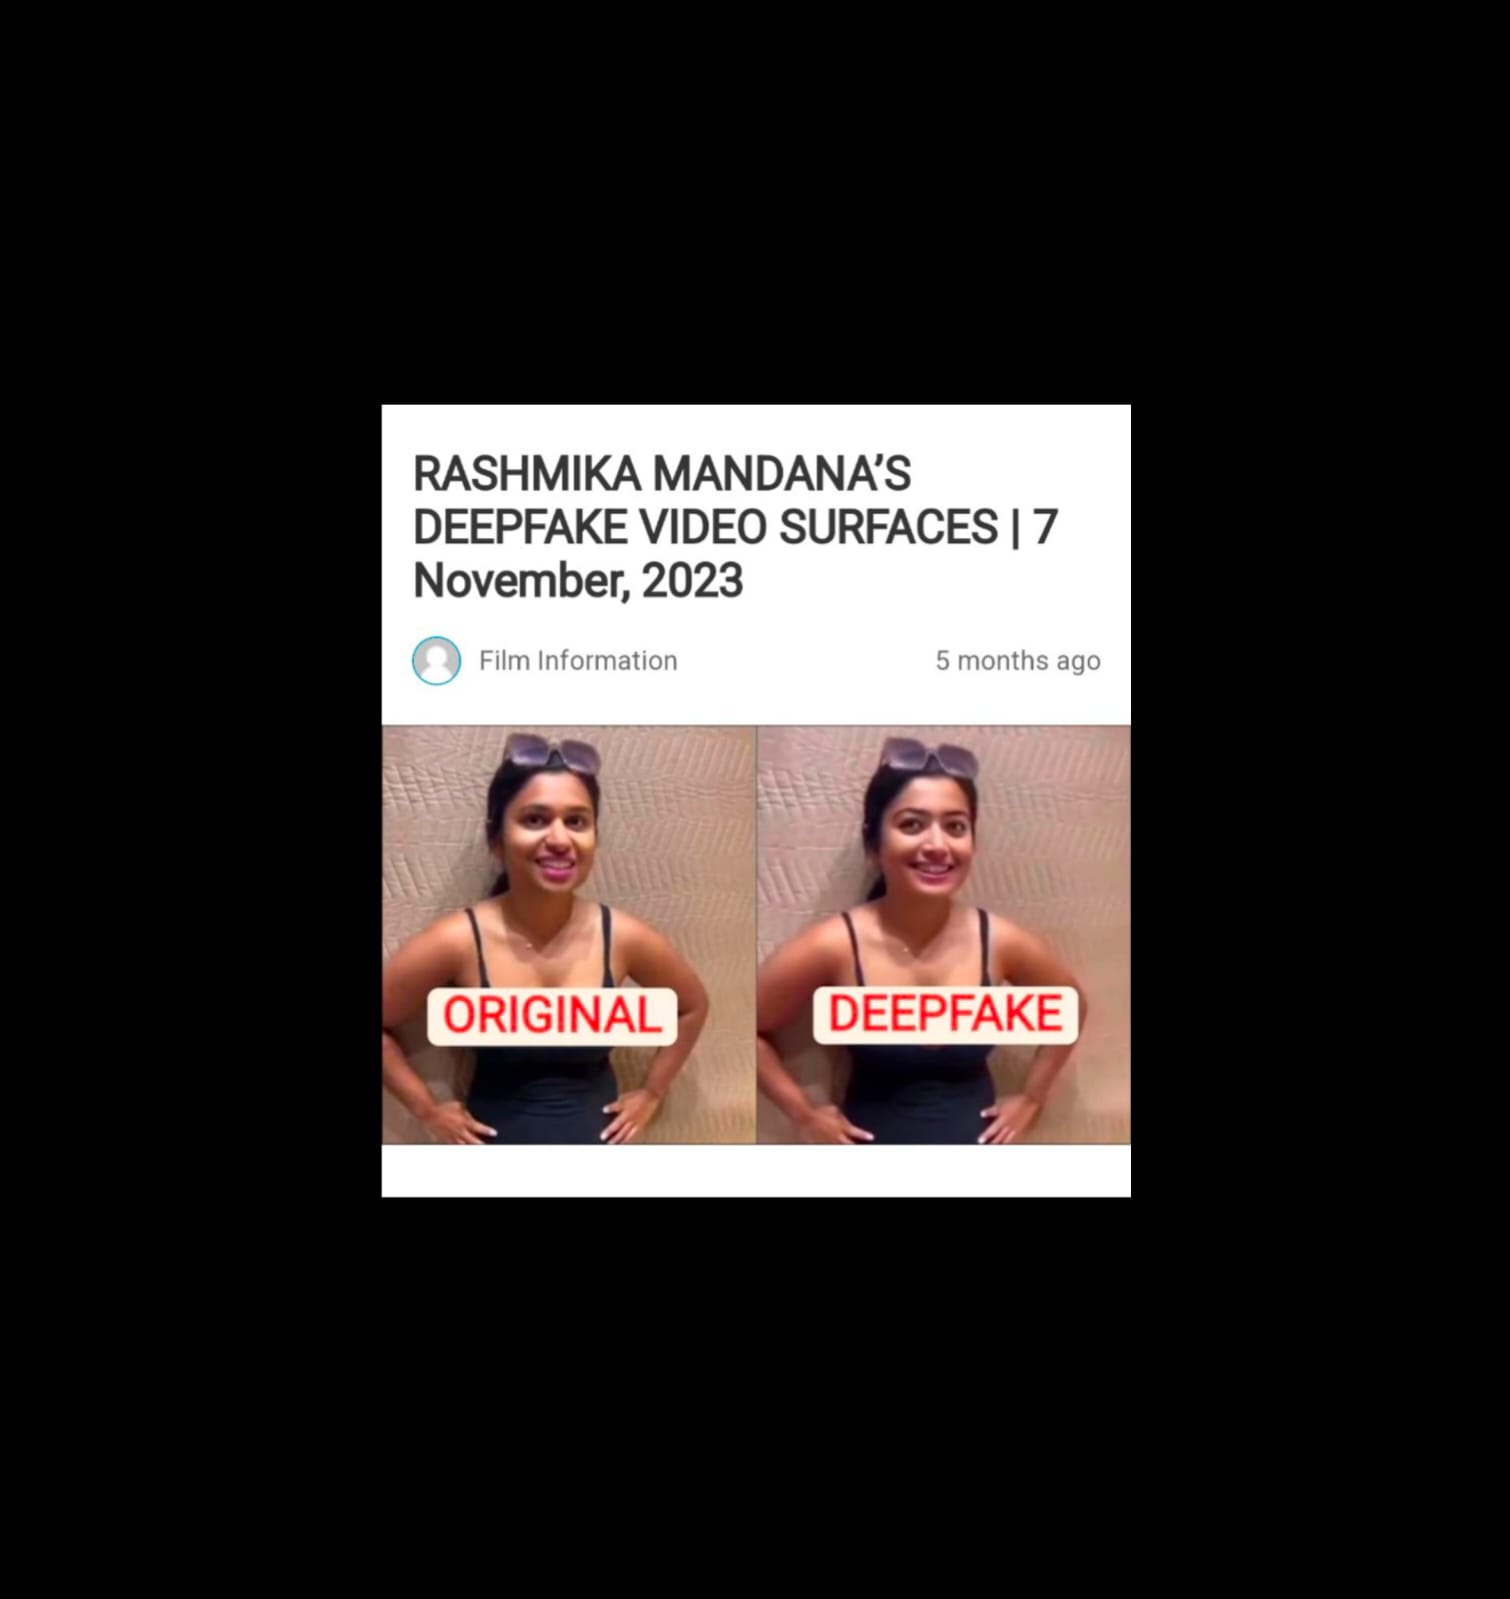 RASHMIKA MANDANA’S
DEEPFAKE VIDEO SURFACES | 7
November, 2023
Film Information
5 months ago
ORIGINAL
DEEPFAKE